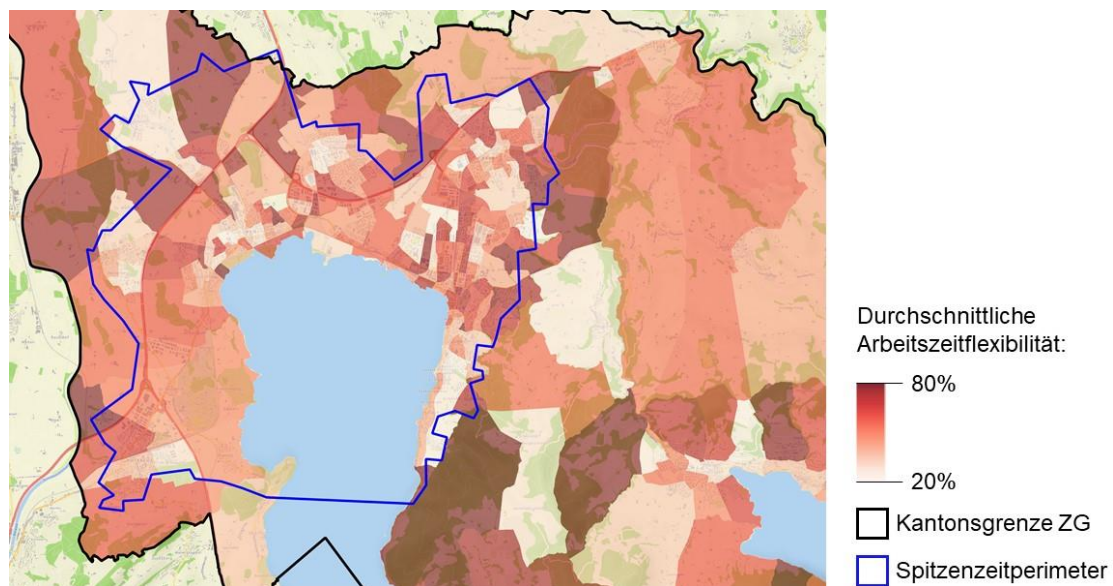 Durchschnittliche
Arbeitszeitflexibilität:
80%
20%
Kantonsgrenze ZG
Spitzenzeitperimeter